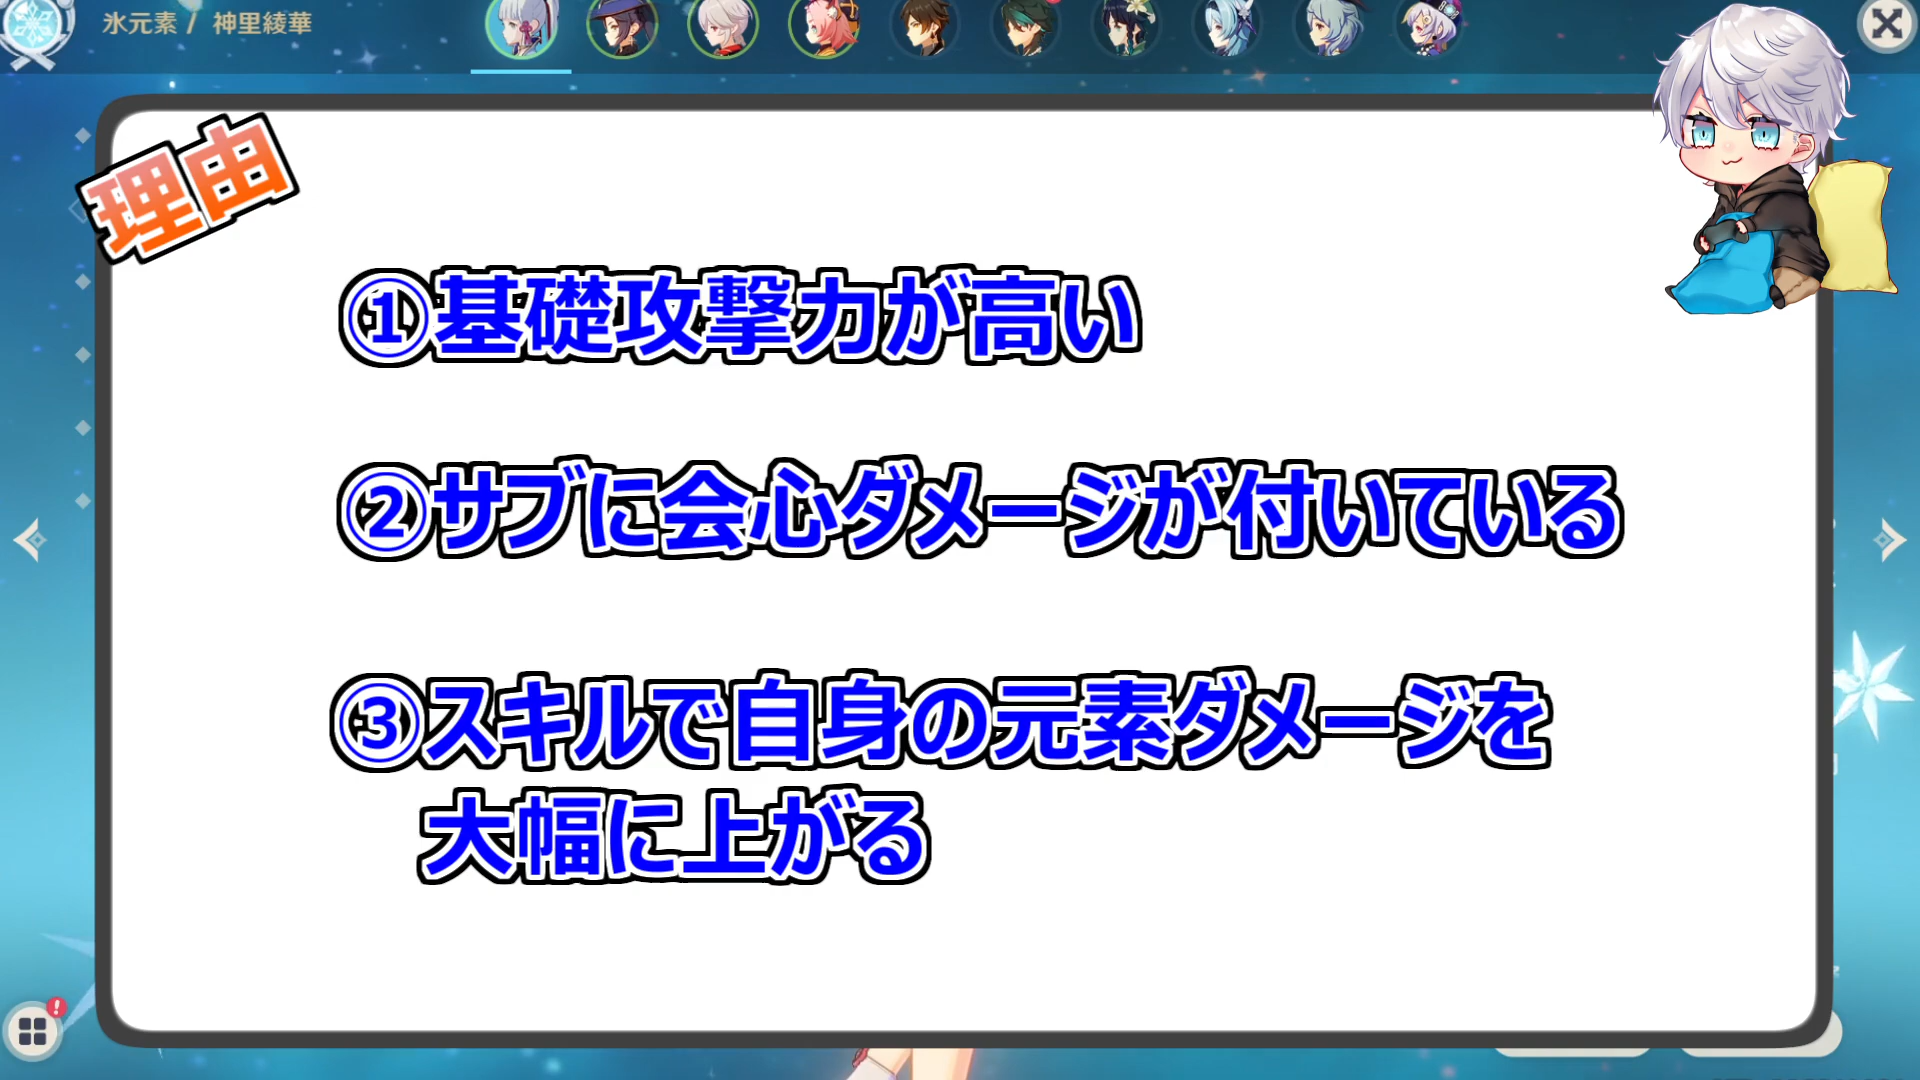 氷元素 / 神里綾華
理由
①基礎攻撃力が高い
②サブに会心ダメージが付いている
③スキルで自身の元素ダメージを
大幅に上がる